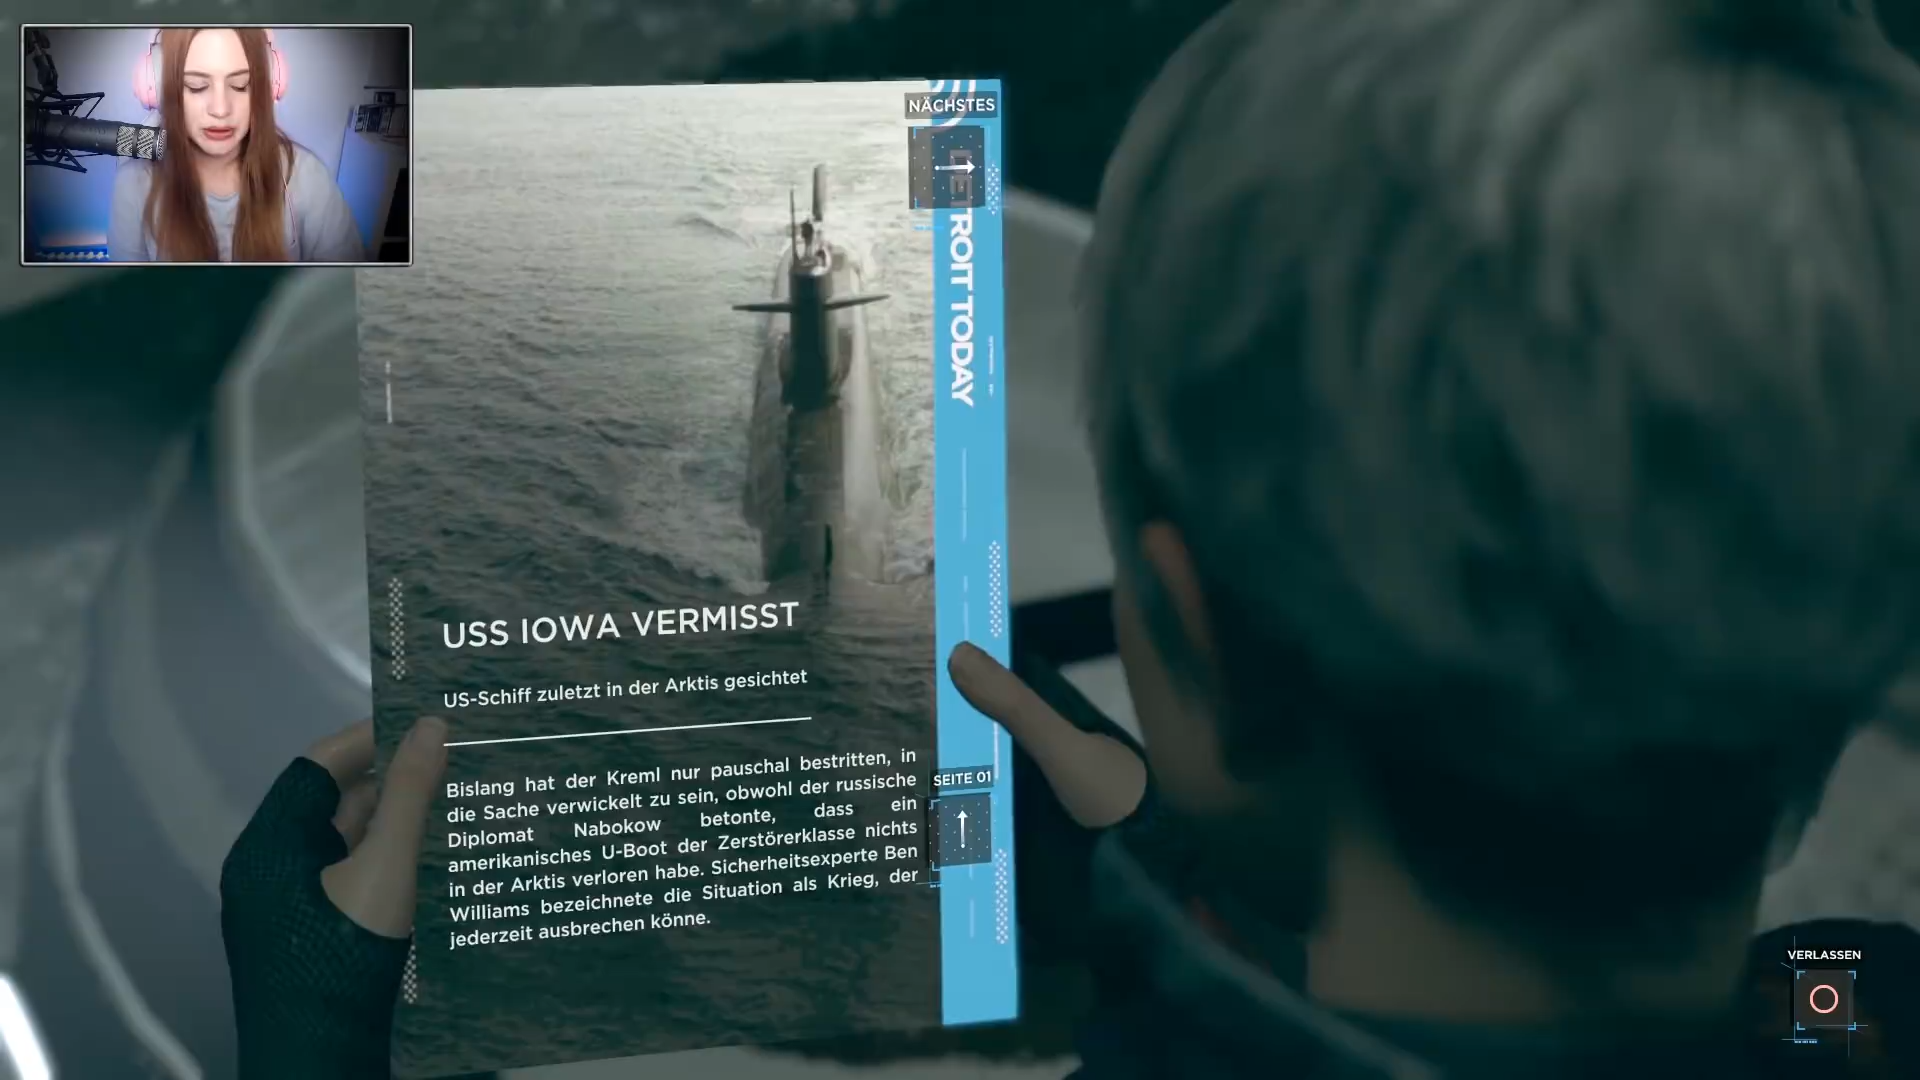 NÄCHSTES
ROIT TODAY
USS IOWA VERMISST
US-Schiff zuletzt in der Arktis gesichtet
Bislang hat der Kreml nur pauschal bestritten, in
die Sache verwickelt zu sein, obwohl der russische
Diplomat Nabokow betonte, dass ein
amerikanisches U-Boot der Zerstörerklasse nichts
in der Arktis verloren habe. Sicherheitsexperte Ben
Williams bezeichnete die Situation als Krieg, der
jederzeit ausbrechen könne.
SEITE 01
VERLASSEN